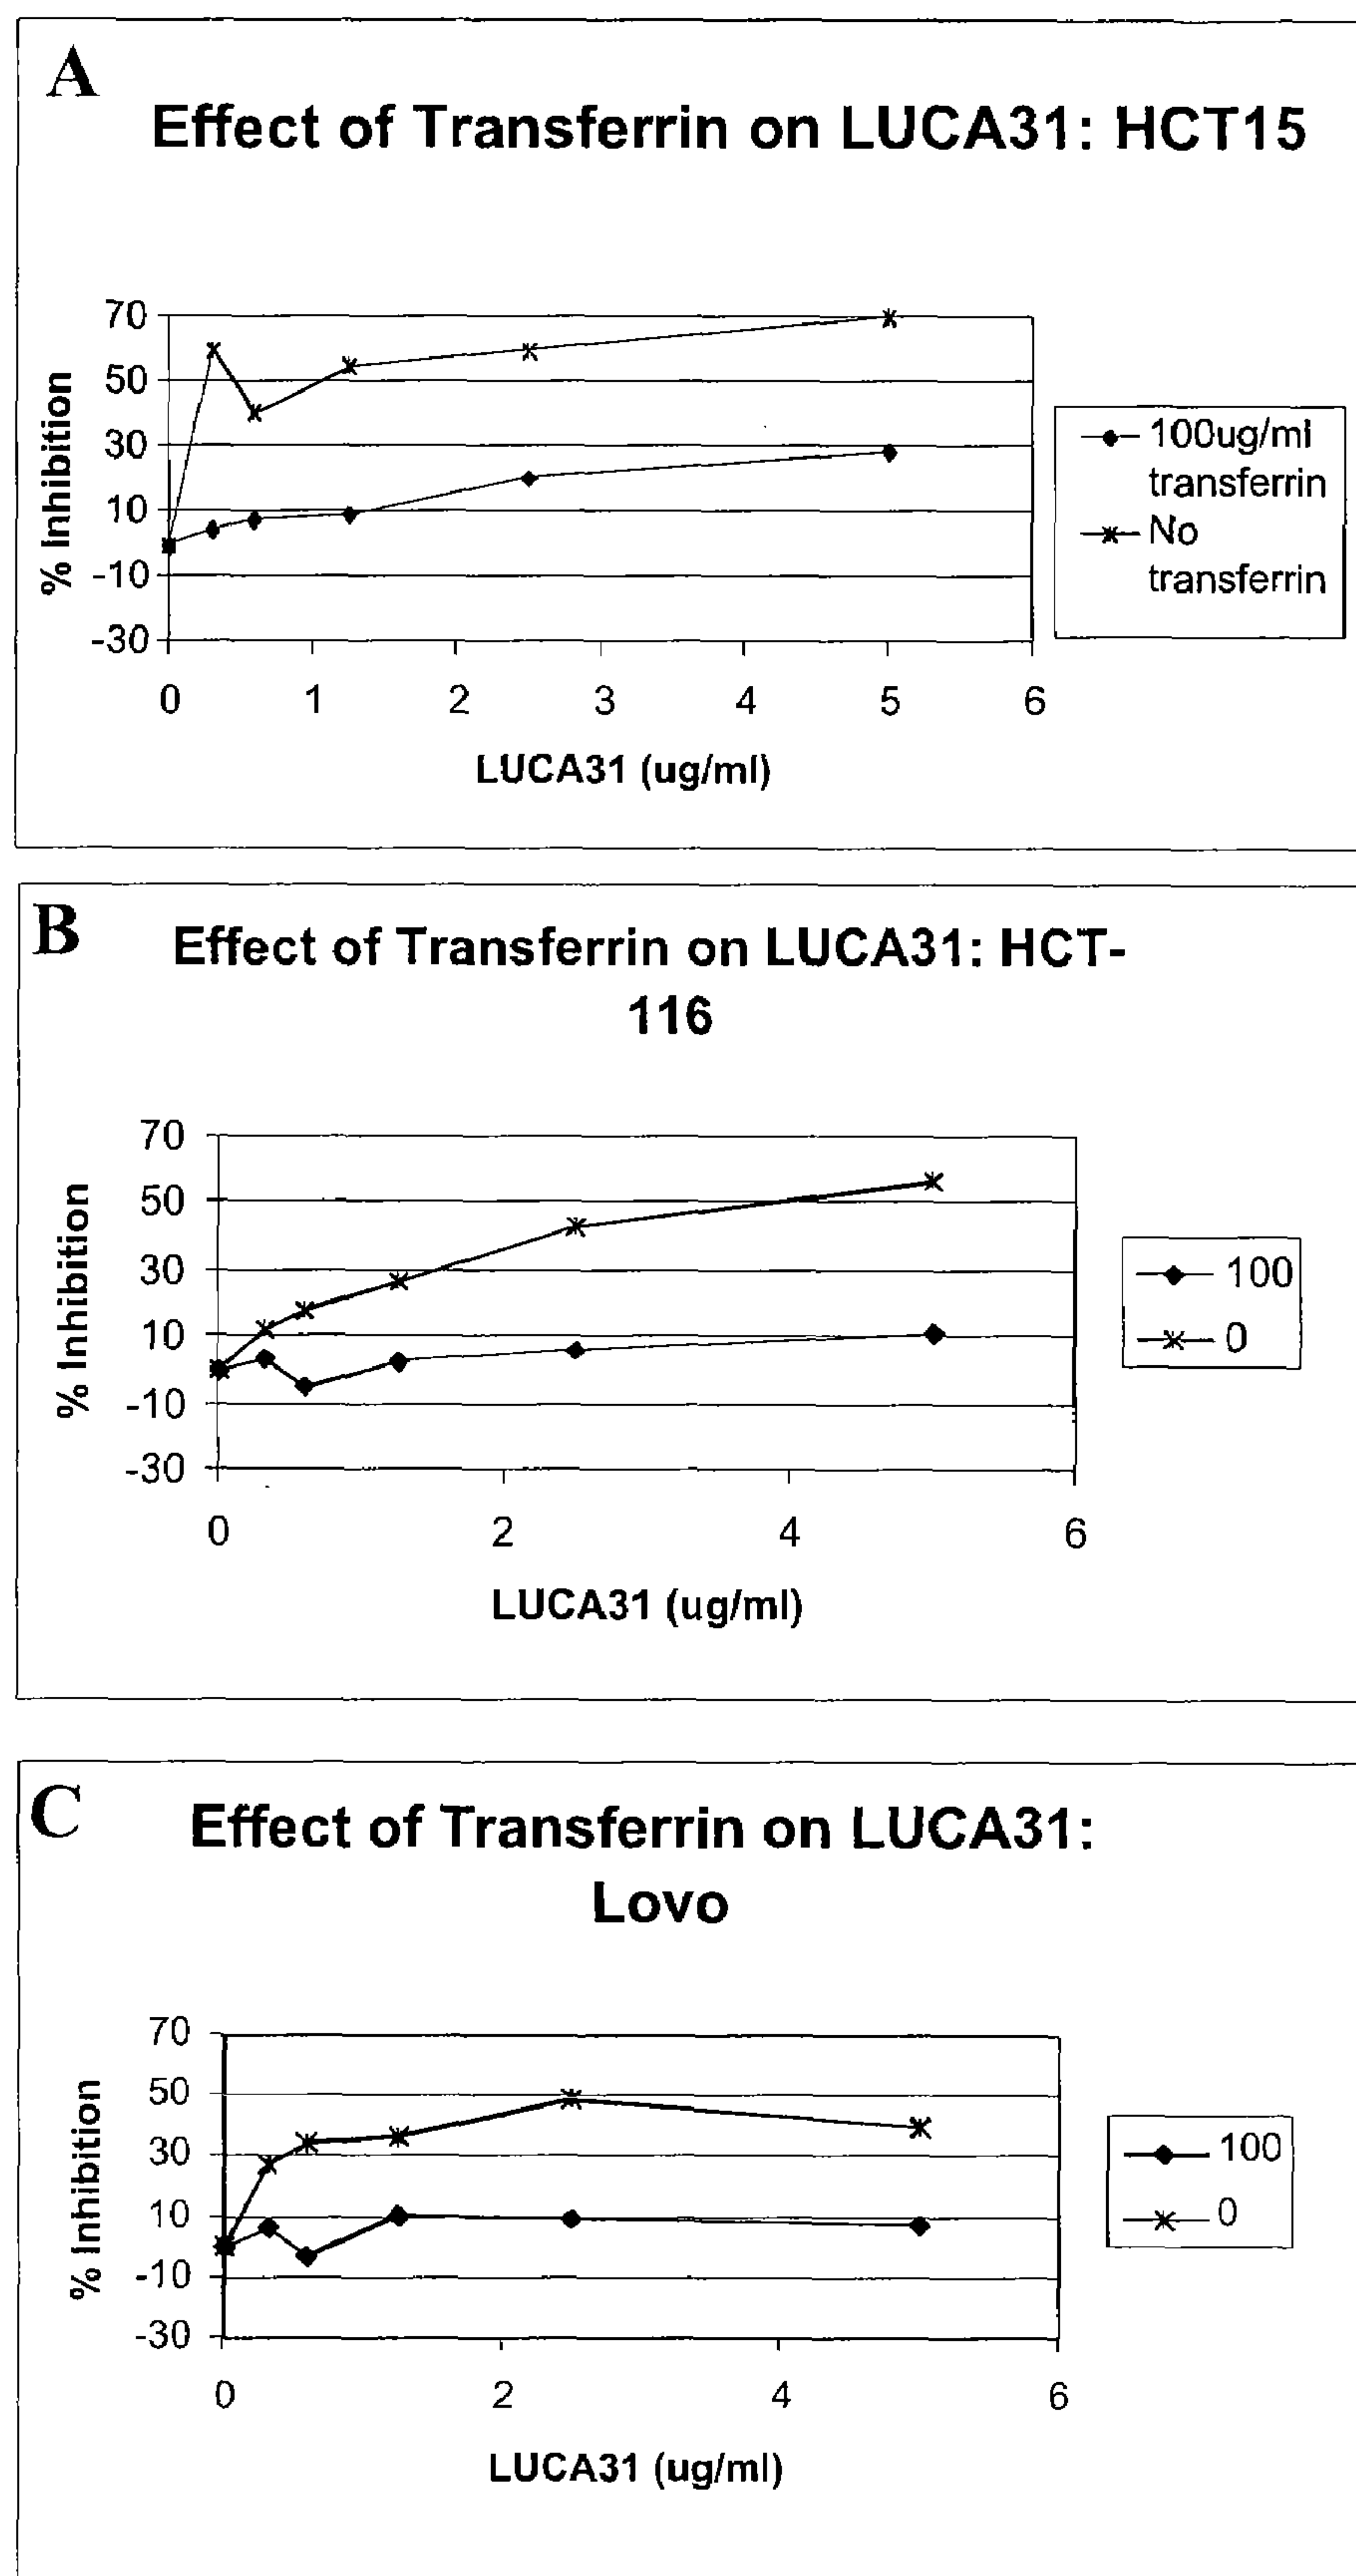 A
Effect of Transferrin on LUCA31: HCT15
70
50
30
10
-10
-30
% Inhibition
0 1 2 3 4 5 6
LUCA31 (ug/ml)
100ug/ml
transferrin
No
transferrin
B
Effect of Transferrin on LUCA31: HCT-
116
70
50
30
10
-10
-30
% Inhibition
0 2 4 6
LUCA31 (ug/ml)
100
0
C
Effect of Transferrin on LUCA31:
Lovo
70
50
30
10
-10
-30
% Inhibition
0 2 4 6
LUCA31 (ug/ml)
100
0